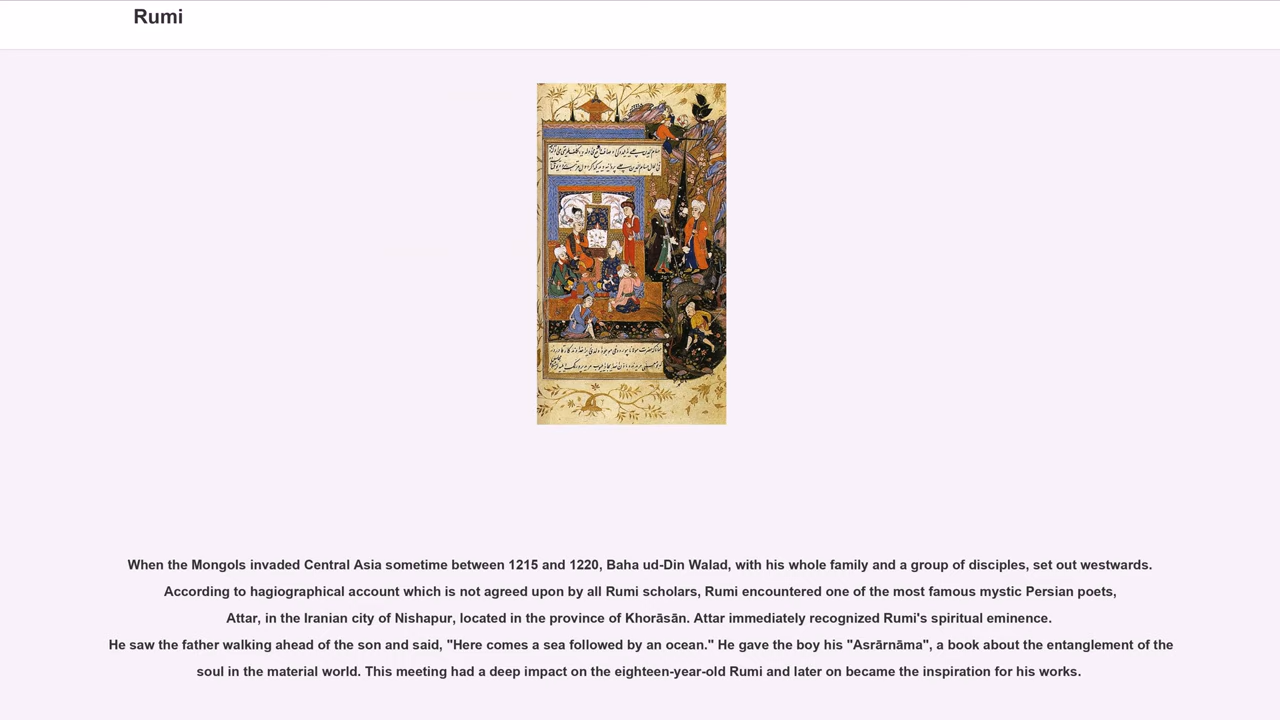 Rumi
When the Mongols invaded Central Asia sometime between 1215 and 1220, Baha ud-Din Walad, with his whole family and a group of disciples, set out westwards.
According to hagiographical account which is not agreed upon by all Rumi scholars, Rumi encountered one of the most famous mystic Persian poets,
Attar, in the Iranian city of Nishapur, located in the province of Khorāsān. Attar immediately recognized Rumi's spiritual eminence.
He saw the father walking ahead of the son and said, "Here comes a sea followed by an ocean." He gave the boy his "Asrārnāma", a book about the entanglement of the
soul in the material world. This meeting had a deep impact on the eighteen-year-old Rumi and later on became the inspiration for his works.